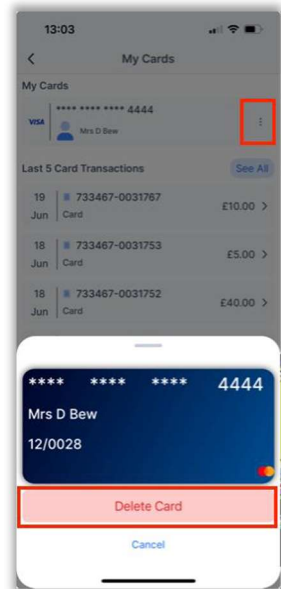 13:03
My Cards
My Cards
VISA
**** **** **** 4444
Mrs D Bew
Last 5 Card Transactions See All
19 Jun 733467-0031767 Card £10.00 >
18 Jun 733467-0031753 Card £5.00 >
18 Jun 733467-0031752 Card £40.00 >
**** **** **** 4444
Mrs D Bew
12/0028
Delete Card
Cancel